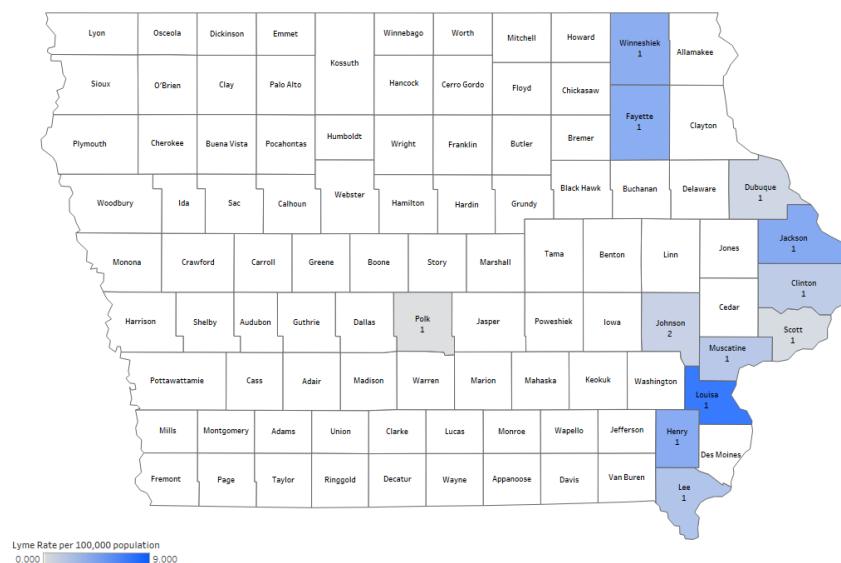 Lyon Osceola Dickinson Emmet Kossuth Winnebago Worth Mitchell Howard Winneshiek Allamakee
1
Sioux O'Brien Clay Palo Alto Hancock Cerro Gordo Floyd Chickasaw Fayette Clayton
1
Plymouth Cherokee Buena Vista Pocahontas Humboldt Wright Franklin Butler Bremer
Woodbury Ida Sac Calhoun Webster Hamilton Hardin Grundy Black Hawk Buchanan Delaware Dubuque
1
Monona Crawford Carroll Greene Boone Story Marshall Tama Benton Linn Jones Jackson
1
Clinton
1
Harrison Shelby Audubon Guthrie Dallas Polk Jasper Poweshiek Iowa Johnson Cedar Scott
1 2 1
Muscatine
1
Pottawattamie Cass Adair Madison Warren Marion Mahaska Keokuk Washington Louisa
1
Mills Montgomery Adams Union Clarke Lucas Monroe Wapello Jefferson Henry
1
Des Moines
Fremont Page Taylor Ringgold Decatur Wayne Appanoose Davis Van Buren Lee
1
Lyme Rate per 100,000 population
0.000 9.000